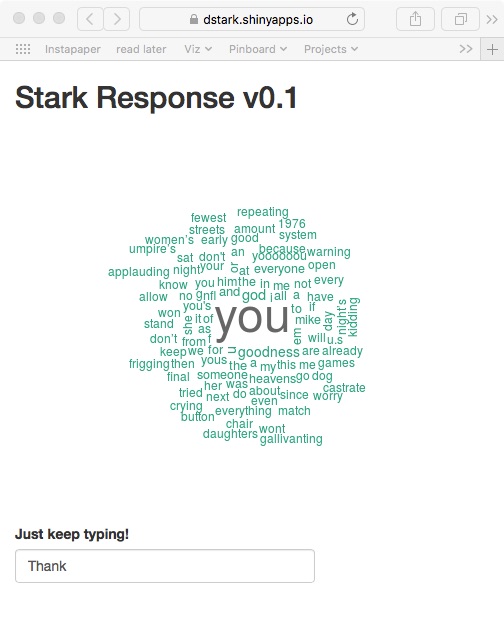 dstark.shinyapps.io
Instapaper read later Viz Pinboard Projects
Stark Response v0.1
repeating
fewest
1976
streets amount
system
women's early good
umpire's because warning
an
sat don't yoooooou
applauding night your or at everyone open
know you him the in me not every
allow no gnfl and god i all a have
won you's to if
stand she it of you mike day night's kidding
as em
don't from f will u.s
keep we for u goodness are already
frigging then yous the a my this me games
final someone heavens go dog
her was castrate
tried next do about since worry
crying even
button everything match
chair wont
daughters gallivanting
Just keep typing!
Thank